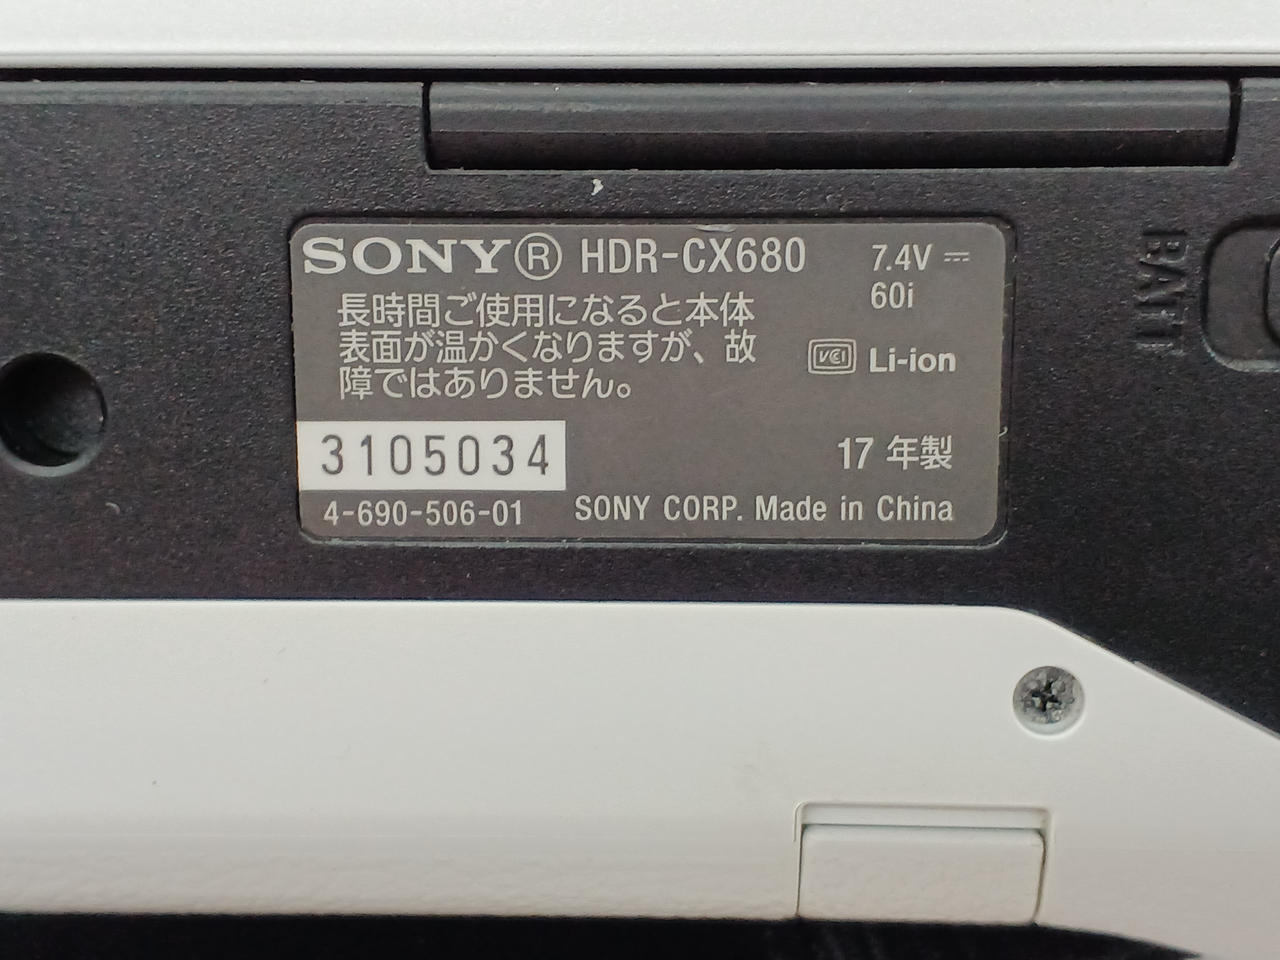 SONY® HDR-CX680
7.4V ⎓
60i
長時間ご使用になると本体
表面が温かくなりますが、故
障ではありません。
VCCI Li-ion
3105034
17 年製
4-690-506-01
SONY CORP. Made in China
BATT